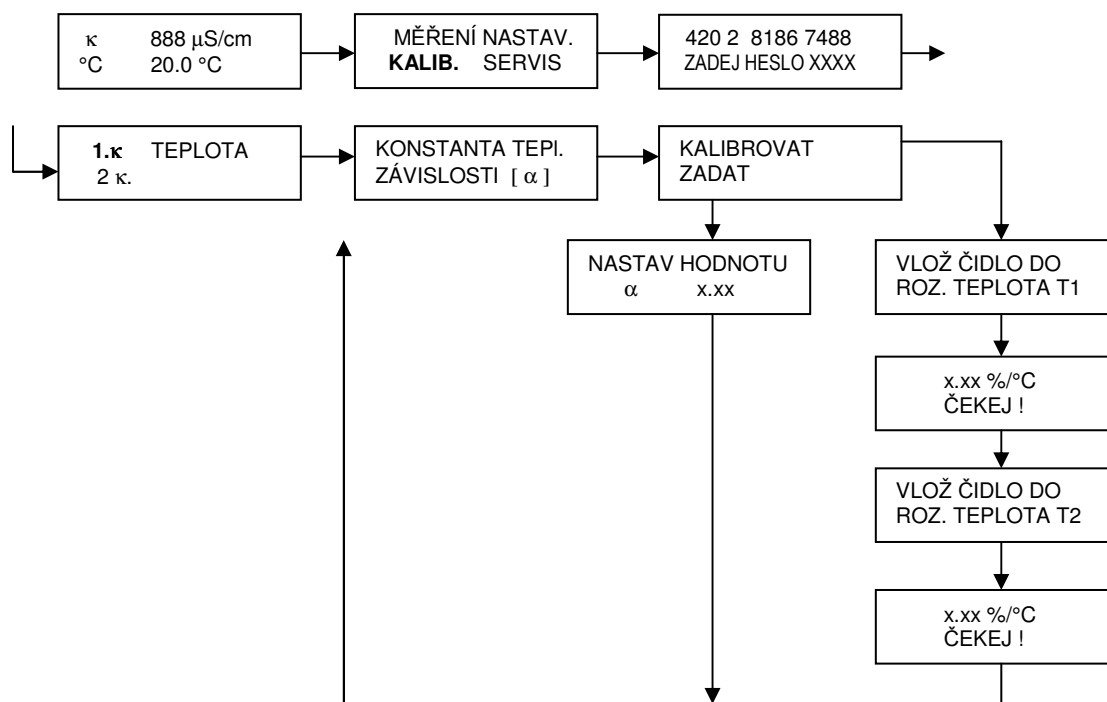 κ 888 µS/cm
°C 20.0 °C
MĚŘENÍ NASTAV.
KALIB. SERVIS
420 2 8186 7488
ZADEJ HESLO XXXX
1.κ TEPLOTA
2 κ.
KONSTANTA TEPl.
ZÁVISLOSTI [ α ]
KALIBROVAT
ZADAT
NASTAV HODNOTU
α x.xx
VLOŽ ČIDLO DO
ROZ. TEPLOTA T1
x.xx %/°C
ČEKEJ !
VLOŽ ČIDLO DO
ROZ. TEPLOTA T2
x.xx %/°C
ČEKEJ !